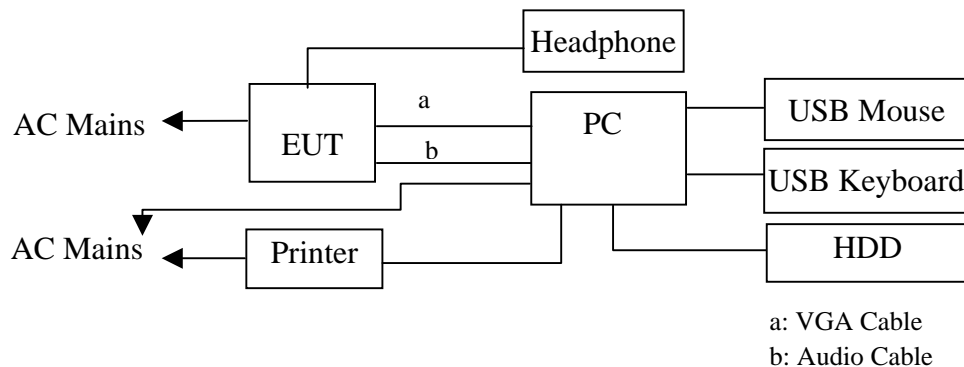 Headphone
AC Mains
EUT
a
b
PC
USB Mouse
USB Keyboard
HDD
AC Mains
Printer
a: VGA Cable
b: Audio Cable